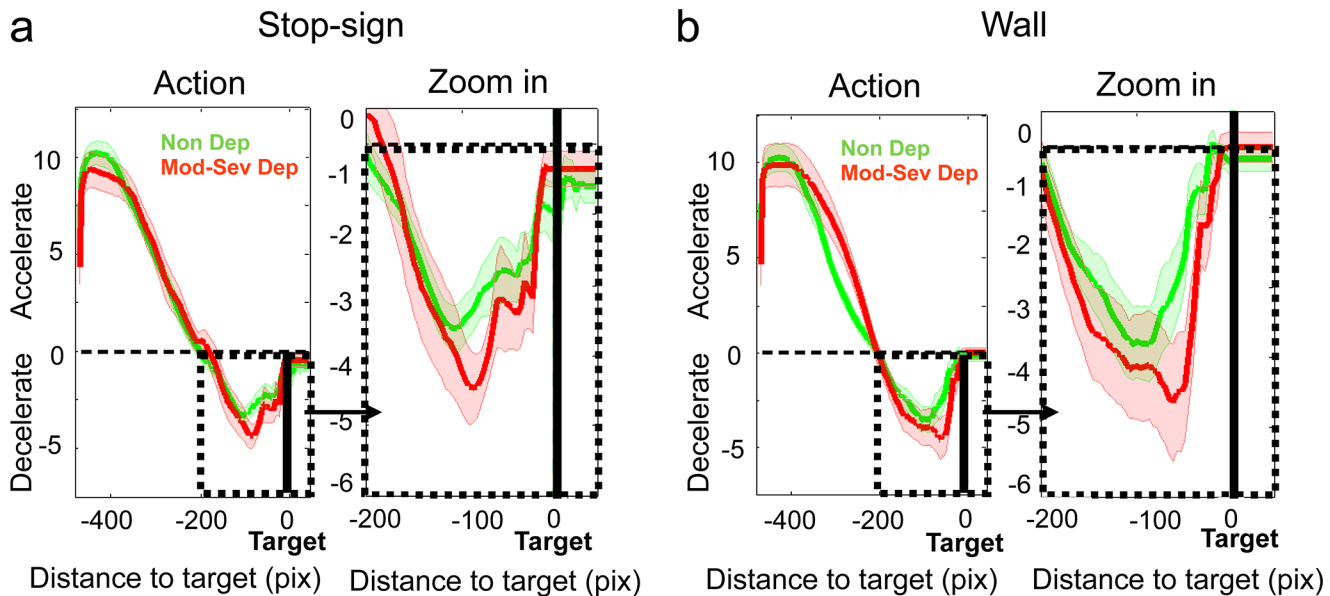 a
Stop-sign
b
Wall
Action
Zoom in
Action
Zoom in
Non Dep
Mod-Sev Dep
Non Dep
Mod-Sev Dep
Accelerate
Decelerate
10
5
0
-5
0
-1
-2
-3
-4
-5
-6
Accelerate
Decelerate
10
5
0
-5
0
-1
-2
-3
-4
-5
-6
-400 -200 0
Target
-200 -100 0
-400 -200 0
Target
-200 -100 0
Target
Distance to target (pix)
Distance to target (pix)
Distance to target (pix)
Distance to target (pix)